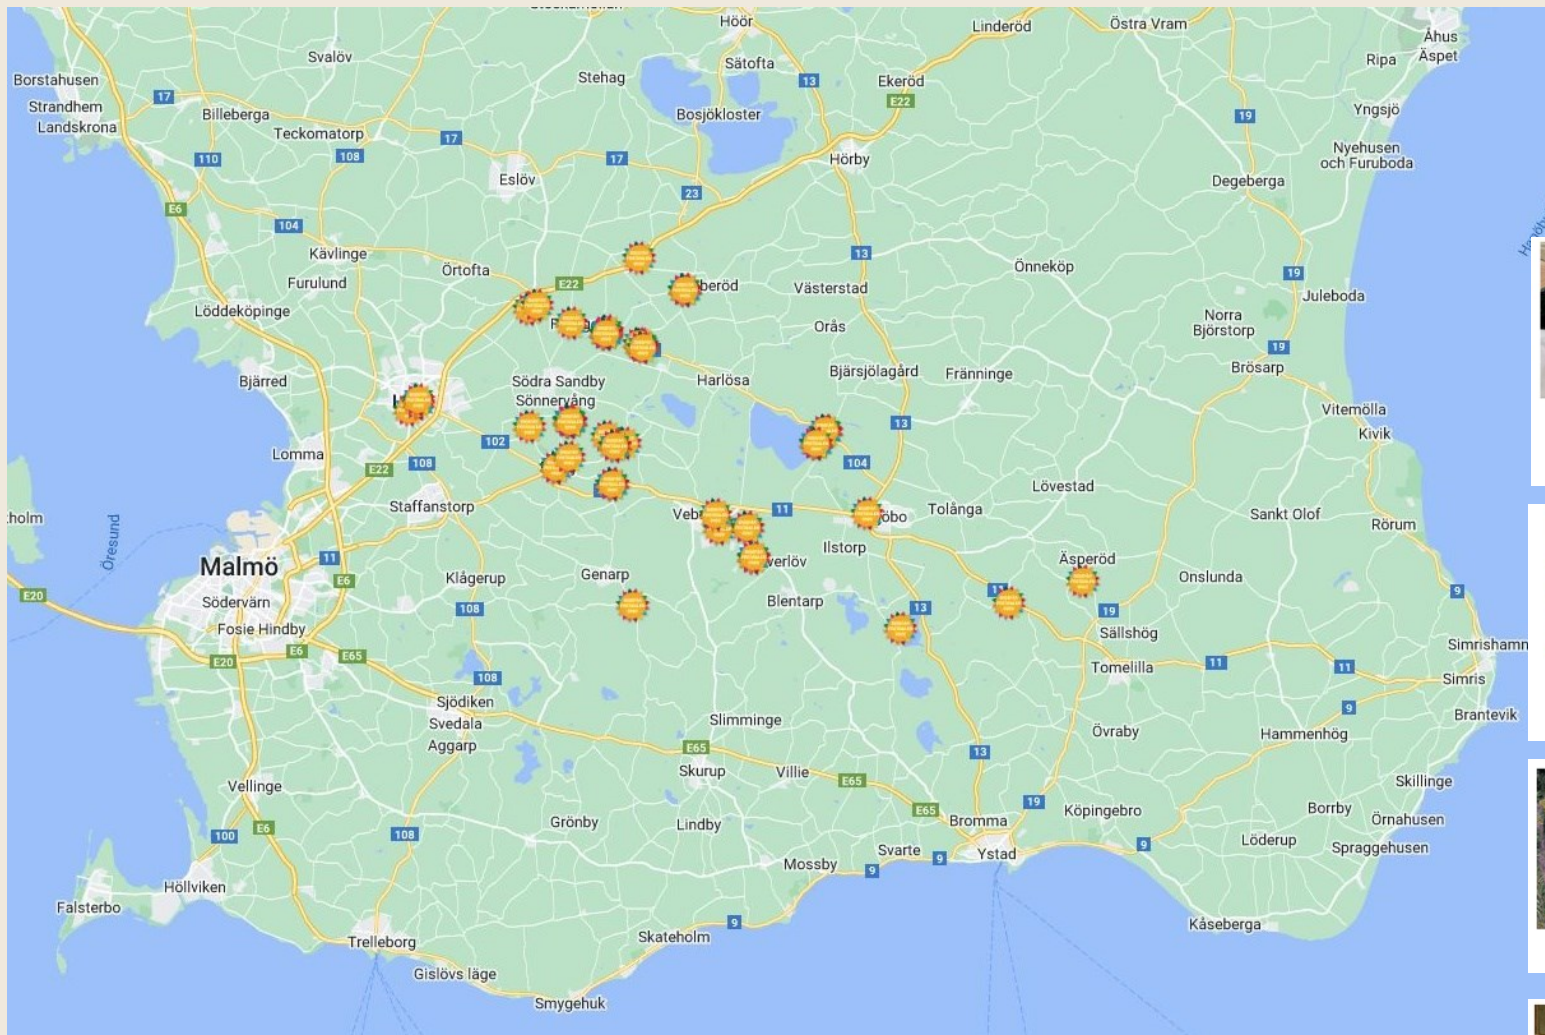 Höör
Linderöd
Östra Vram
Åhus
Äspet
Ripa
Svalöv
Sätofta
Stehag
Ekeröd
Borstahusen
13
E22
Strandhem
17
Landskrona
Billeberga
Bosjökloster
19
Yngsjö
Teckomatorp
17
110
108
17
Hörby
Nyehusen
och Furuboda
Eslöv
23
Degeberga
E6
104
Kävlinge
13
Örtofta
Önneköp
19
Furulund
E22
Västerstad
Juleboda
Löddeköpinge
Orås
Norra
Björstorp
19
Bjärred
Södra Sandby
Harlösa
Bjärsjölagård
Fränninge
Brösarp
Sönnervång
Vitemölla
13
Kivik
102
Lomma
E22
108
104
Staffanstorp
Lövestad
11
Tolånga
Sankt Olof
Rörum
Öresund
Ilstorp
11
Malmö
Äsperöd
Klågerup
Genarp
Onslunda
E6
E20
Södervärn
Blentarp
9
108
13
19
Fosie Hindby
Sällshög
E6
E20
E65
Tomelilla
11
11
Simris
108
Sjödiken
9
Svedala
Slimminge
Brantevik
Aggarp
Övraby
Hammenhög
E65
13
Skurup
Villie
E65
Skillinge
Vellinge
E65
19
Köpingebro
Borrby
Örnahusen
E6
100
108
Grönby
Lindby
Bromma
Löderup
Spraggehusen
Svarte
9
Ystad
9
Mossby
9
Höllviken
Falsterbo
Kåseberga
9
Skateholm
Trelleborg
Gislövs läge
Smygehuk